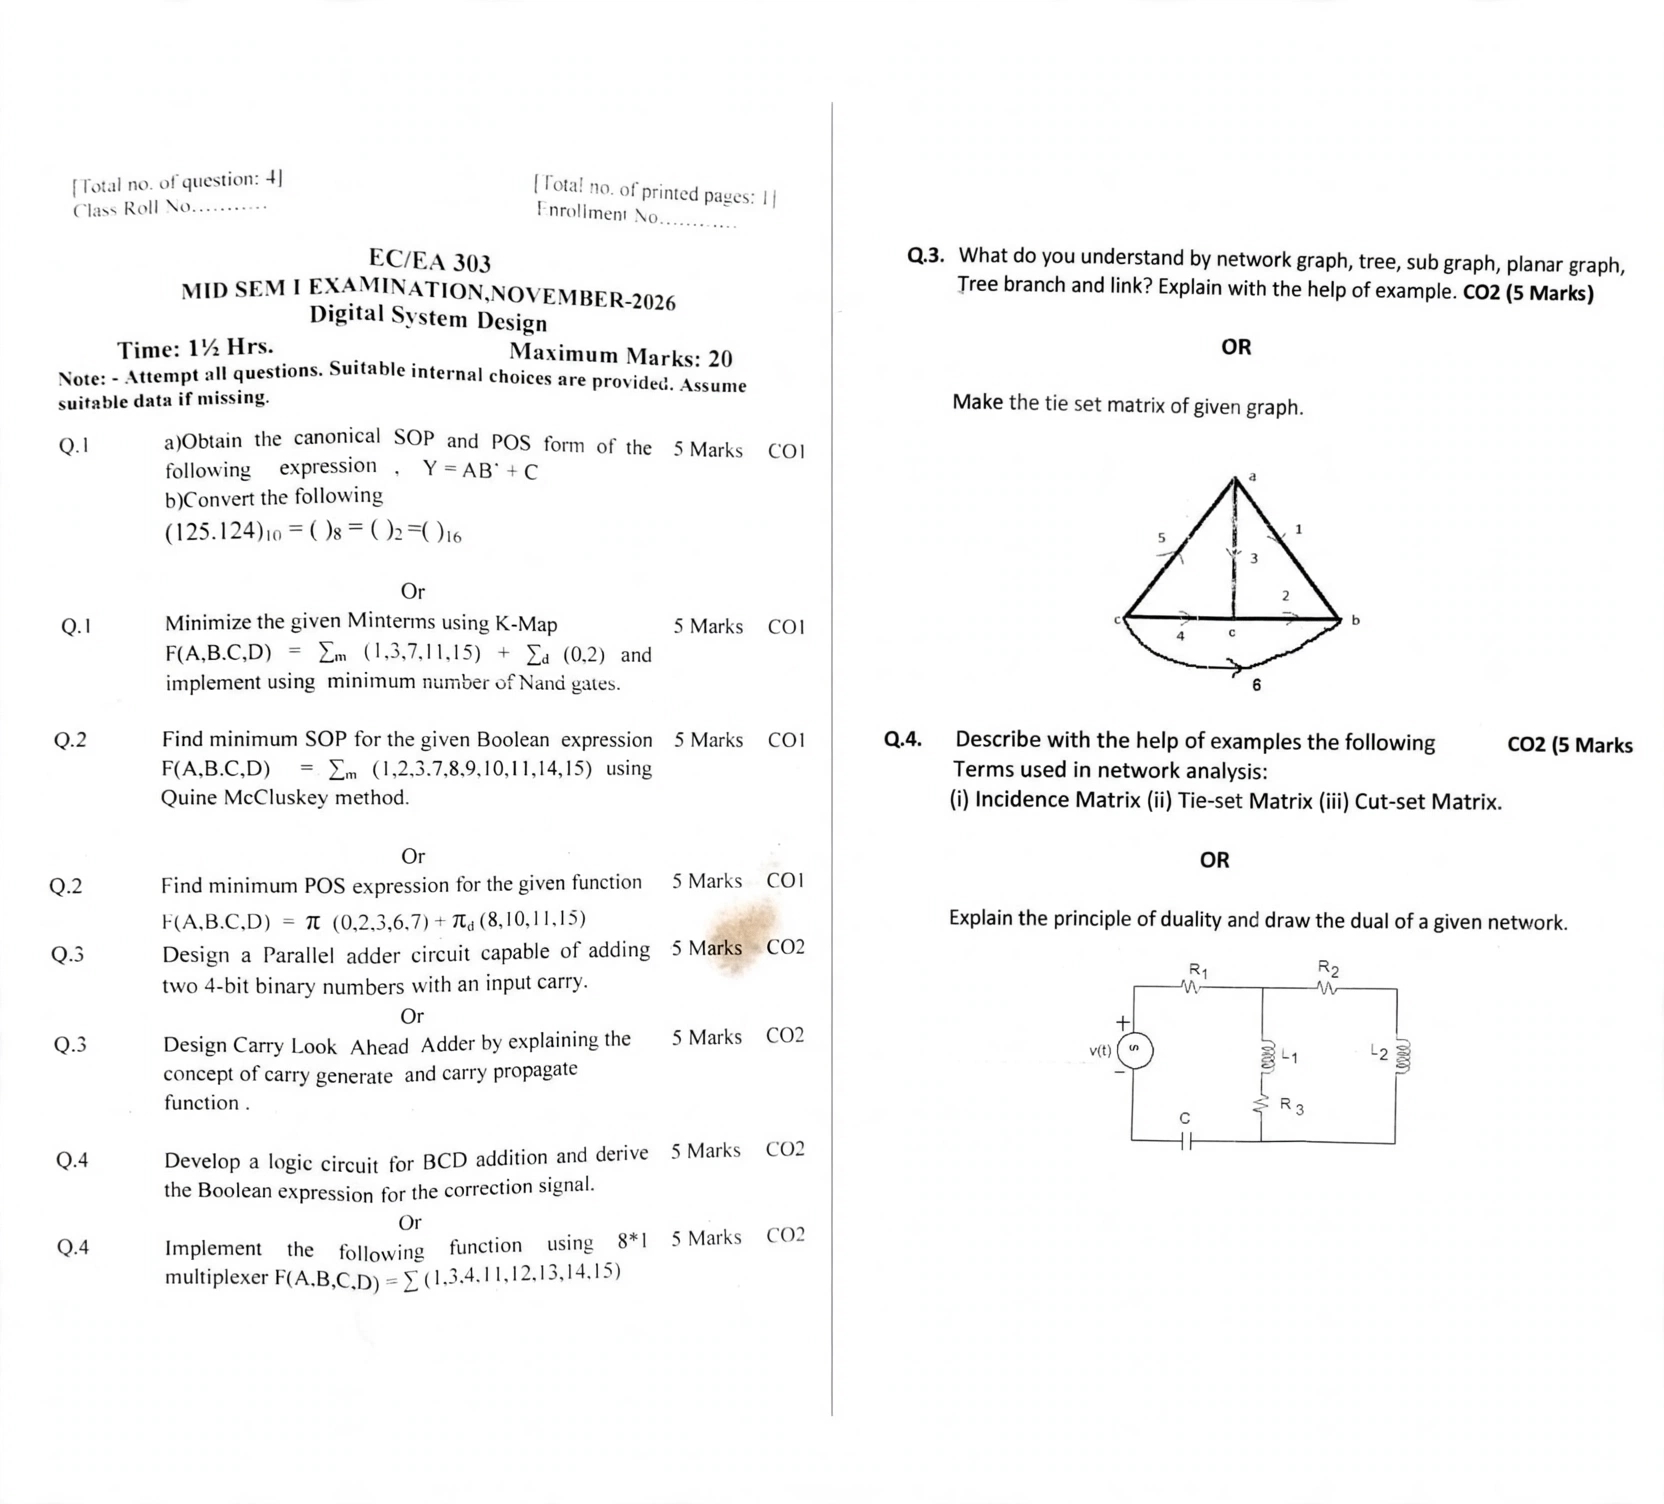 [Total no. of question: 4]
[Total no. of printed pages: 1]
Class Roll No...........
Enrollment No............
EC/EA 303
MID SEM I EXAMINATION,NOVEMBER-2026
Digital System Design
Time: 1½ Hrs.
Maximum Marks: 20
Note: - Attempt all questions. Suitable internal choices are provided. Assume
suitable data if missing.
Q.1 a)Obtain the canonical SOP and POS form of the 5 Marks CO1
following expression , Y = AB' + C
b)Convert the following
(125.124)₁₀ = ( )₈ = ( )₂ =( )₁₆
Or
Q.1 Minimize the given Minterms using K-Map 5 Marks CO1
F(A,B.C,D) = ∑m (1,3,7,11,15) + ∑d (0,2) and
implement using minimum number of Nand gates.
Q.2 Find minimum SOP for the given Boolean expression 5 Marks CO1
F(A,B.C,D) = ∑m (1,2,3.7,8,9,10,11,14,15) using
Quine McCluskey method.
Or
Q.2 Find minimum POS expression for the given function 5 Marks CO1
F(A,B.C,D) = π (0,2,3,6,7) + πd (8,10,11,15)
Q.3 Design a Parallel adder circuit capable of adding 5 Marks CO2
two 4-bit binary numbers with an input carry.
Or
Q.3 Design Carry Look Ahead Adder by explaining the 5 Marks CO2
concept of carry generate and carry propagate
function .
Q.4 Develop a logic circuit for BCD addition and derive 5 Marks CO2
the Boolean expression for the correction signal.
Or
Q.4 Implement the following function using 8*1 5 Marks CO2
multiplexer F(A,B,C,D) = ∑ (1,3,4,11,12,13,14,15)
Q.3. What do you understand by network graph, tree, sub graph, planar graph,
Tree branch and link? Explain with the help of example. CO2 (5 Marks)
OR
Make the tie set matrix of given graph.
a
5
1
3
2
c
b
4
c
6
Q.4. Describe with the help of examples the following CO2 (5 Marks
Terms used in network analysis:
(i) Incidence Matrix (ii) Tie-set Matrix (iii) Cut-set Matrix.
OR
Explain the principle of duality and draw the dual of a given network.
R1
R2
+
v(t)
S
-
L1
L2
R3
C